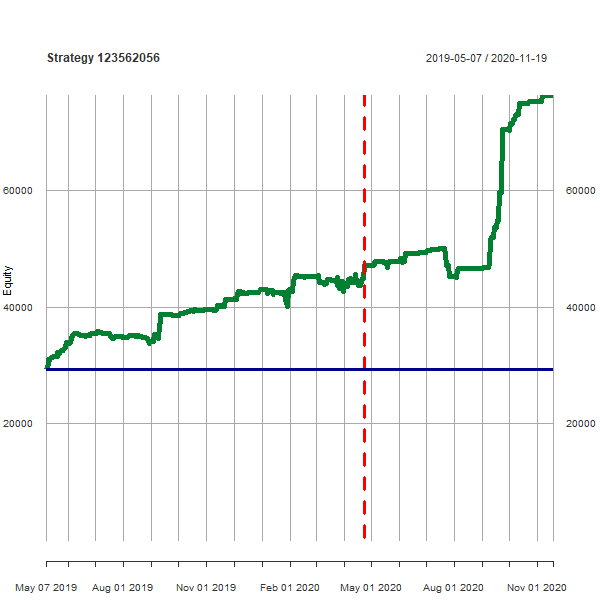 Strategy 123562056
2019-05-07 / 2020-11-19
60000
60000
Equity
40000
40000
20000
20000
May 07 2019
Aug 01 2019
Nov 01 2019
Feb 01 2020
May 01 2020
Aug 01 2020
Nov 01 2020